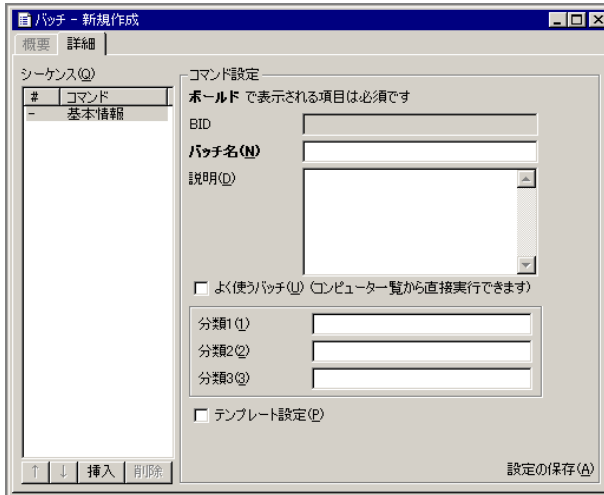 バッチ - 新規作成
概要 詳細
シーケンス(Q)
# コマンド
- 基本情報
コマンド設定
ボールド で表示される項目は必須です
BID
バッチ名(N)
説明(D)
よく使うバッチ(U) (コンピュータ一覧から直接実行できます)
分類1(1)
分類2(2)
分類3(3)
テンプレート設定(P)
↑ ↓ 挿入 削除
設定の保存(A)